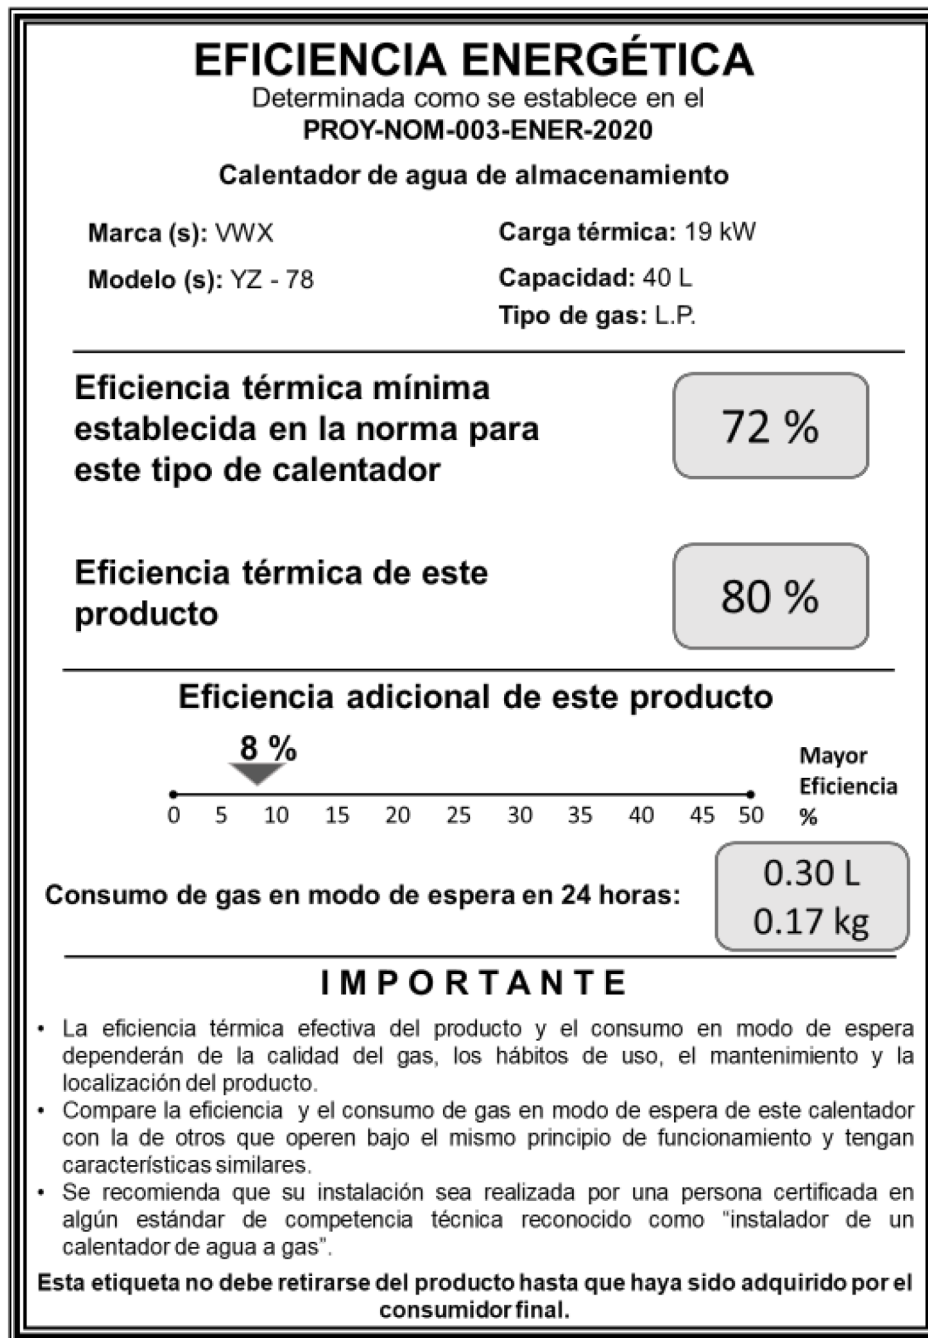 EFICIENCIA ENERGÉTICA
Determinada como se establece en el
PROY-NOM-003-ENER-2020
Calentador de agua de almacenamiento
Marca (s): VWX
Carga térmica: 19 kW
Modelo (s): YZ - 78
Capacidad: 40 L
Tipo de gas: L.P.
Eficiencia térmica mínima
establecida en la norma para
este tipo de calentador
72 %
Eficiencia térmica de este
producto
80 %
Eficiencia adicional de este producto
8 %
Mayor
Eficiencia
%
0 5 10 15 20 25 30 35 40 45 50
Consumo de gas en modo de espera en 24 horas:
0.30 L
0.17 kg
IMPORTANTE
• La eficiencia térmica efectiva del producto y el consumo en modo de espera
dependerán de la calidad del gas, los hábitos de uso, el mantenimiento y la
localización del producto.
• Compare la eficiencia y el consumo de gas en modo de espera de este calentador
con la de otros que operen bajo el mismo principio de funcionamiento y tengan
características similares.
• Se recomienda que su instalación sea realizada por una persona certificada en
algún estándar de competencia técnica reconocido como “instalador de un
calentador de agua a gas”.
Esta etiqueta no debe retirarse del producto hasta que haya sido adquirido por el
consumidor final.